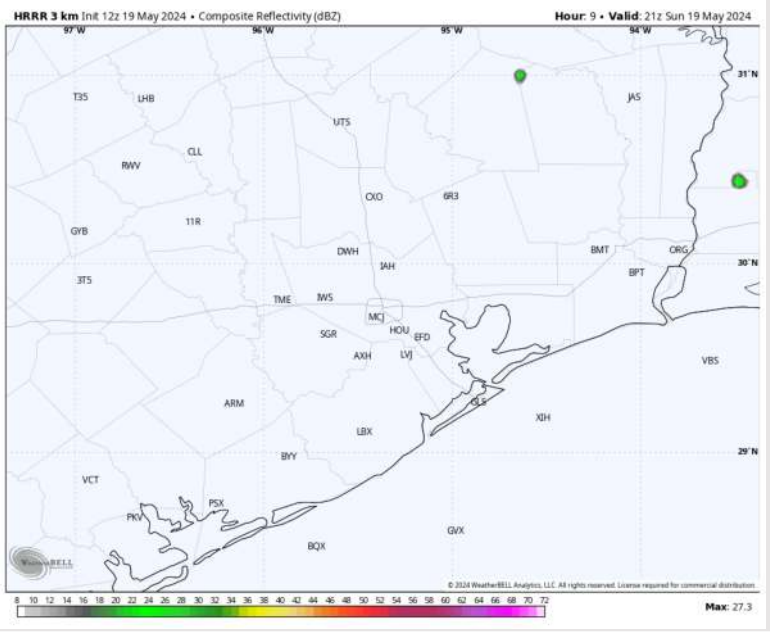 HRRR 3 km Init 12z 19 May 2024 • Composite Reflectivity (dBZ)
Hour: 9 • Valid: 21z Sun 19 May 2024
97°W 96°W 95°W 94°W
31°N
T35 LHB JAS
UTS
CLL
RWV
CXO 6R3
11R
GYB
DWH BMT ORG
IAH 30°N
3T5 BPT
TME IWS
MCJ
SGR HOU EFD
AXH LVJ VBS
ARM GLS
LBX XIH
BYY 29°N
VCT
PSX
PKV
GVX
BQX
WeatherBELL
© 2024 WeatherBELL Analytics, LLC. All rights reserved. License required for commercial distribution.
8 10 12 14 16 18 20 22 24 26 28 30 32 34 36 38 40 42 44 46 48 50 52 54 56 58 60 62 64 66 68 70 72
Max: 27.3